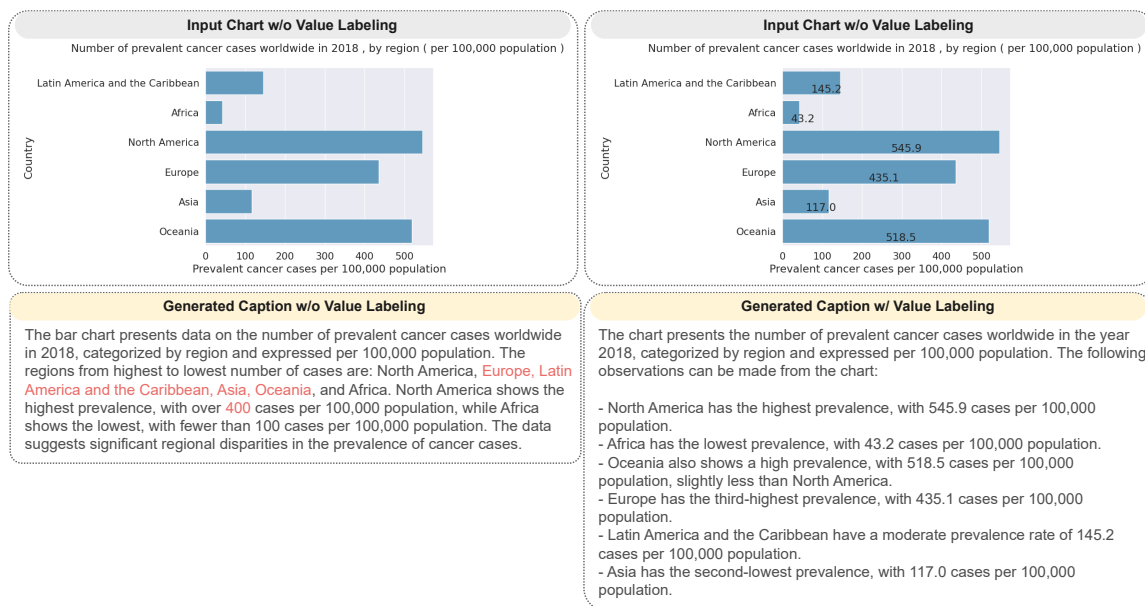 Input Chart w/o Value Labeling
Number of prevalent cancer cases worldwide in 2018 , by region ( per 100,000 population )
Country
Latin America and the Caribbean
Africa
North America
Europe
Asia
Oceania
0 100 200 300 400 500
Prevalent cancer cases per 100,000 population
Generated Caption w/o Value Labeling
The bar chart presents data on the number of prevalent cancer cases worldwide
in 2018, categorized by region and expressed per 100,000 population. The
regions from highest to lowest number of cases are: North America, Europe, Latin
America and the Caribbean, Asia, Oceania, and Africa. North America shows the
highest prevalence, with over 400 cases per 100,000 population, while Africa
shows the lowest, with fewer than 100 cases per 100,000 population. The data
suggests significant regional disparities in the prevalence of cancer cases.
Input Chart w/o Value Labeling
Number of prevalent cancer cases worldwide in 2018 , by region ( per 100,000 population )
Country
Latin America and the Caribbean 145.2
Africa 43.2
North America 545.9
Europe 435.1
Asia 117.0
Oceania 518.5
0 100 200 300 400 500
Prevalent cancer cases per 100,000 population
Generated Caption w/ Value Labeling
The chart presents the number of prevalent cancer cases worldwide in the year
2018, categorized by region and expressed per 100,000 population. The following
observations can be made from the chart:
- North America has the highest prevalence, with 545.9 cases per 100,000
population.
- Africa has the lowest prevalence, with 43.2 cases per 100,000 population.
- Oceania also shows a high prevalence, with 518.5 cases per 100,000
population, slightly less than North America.
- Europe has the third-highest prevalence, with 435.1 cases per 100,000
population.
- Latin America and the Caribbean have a moderate prevalence rate of 145.2
cases per 100,000 population.
- Asia has the second-lowest prevalence, with 117.0 cases per 100,000
population.